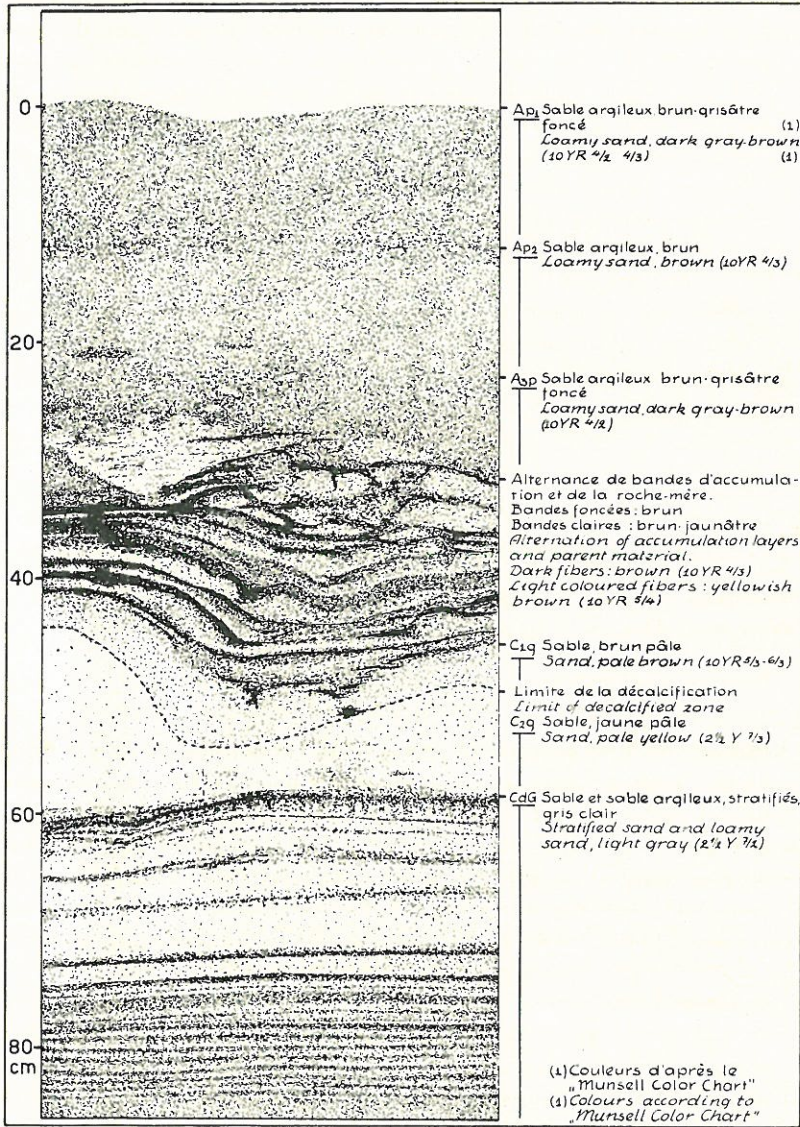 0
20
40
60
80
cm
Ap1 Sable argileux brun-grisâtre
foncé (1)
Loamy sand, dark gray-brown
(10YR 4/2 4/3) (1)
Ap2 Sable argileux, brun
Loamy sand, brown (10YR 4/3)
A3p Sable argileux brun-grisâtre
foncé
Loamy sand, dark gray-brown
(10YR 4/2)
Alternance de bandes d'accumula-
tion et de la roche-mère.
Bandes foncées: brun
Bandes claires: brun-jaunâtre
Alternation of accumulation layers
and parent material.
Dark fibers: brown (10YR 4/3)
Light coloured fibers: yellowish
brown (10YR 5/4)
C1g Sable, brun pâle
Sand, pale brown (10YR 5/3-6/3)
Limite de la décalcification
Limit of decalcified zone
C2g Sable, jaune pâle
Sand, pale yellow (2½ Y 7/3)
CdG Sable et sable argileux, stratifiés,
gris clair
Stratified sand and loamy
sand, light gray (2½ Y 7/2)
(1) Couleurs d'après le
„Munsell Color Chart"
(1) Colours according to
„Munsell Color Chart"